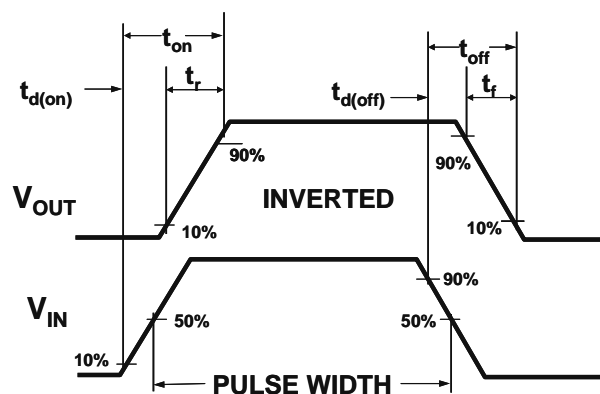 t_on
t_off
t_r
t_f
t_d(on)
t_d(off)
90%
90%
V_OUT
INVERTED
10%
10%
90%
V_IN
50%
50%
10%
PULSE WIDTH